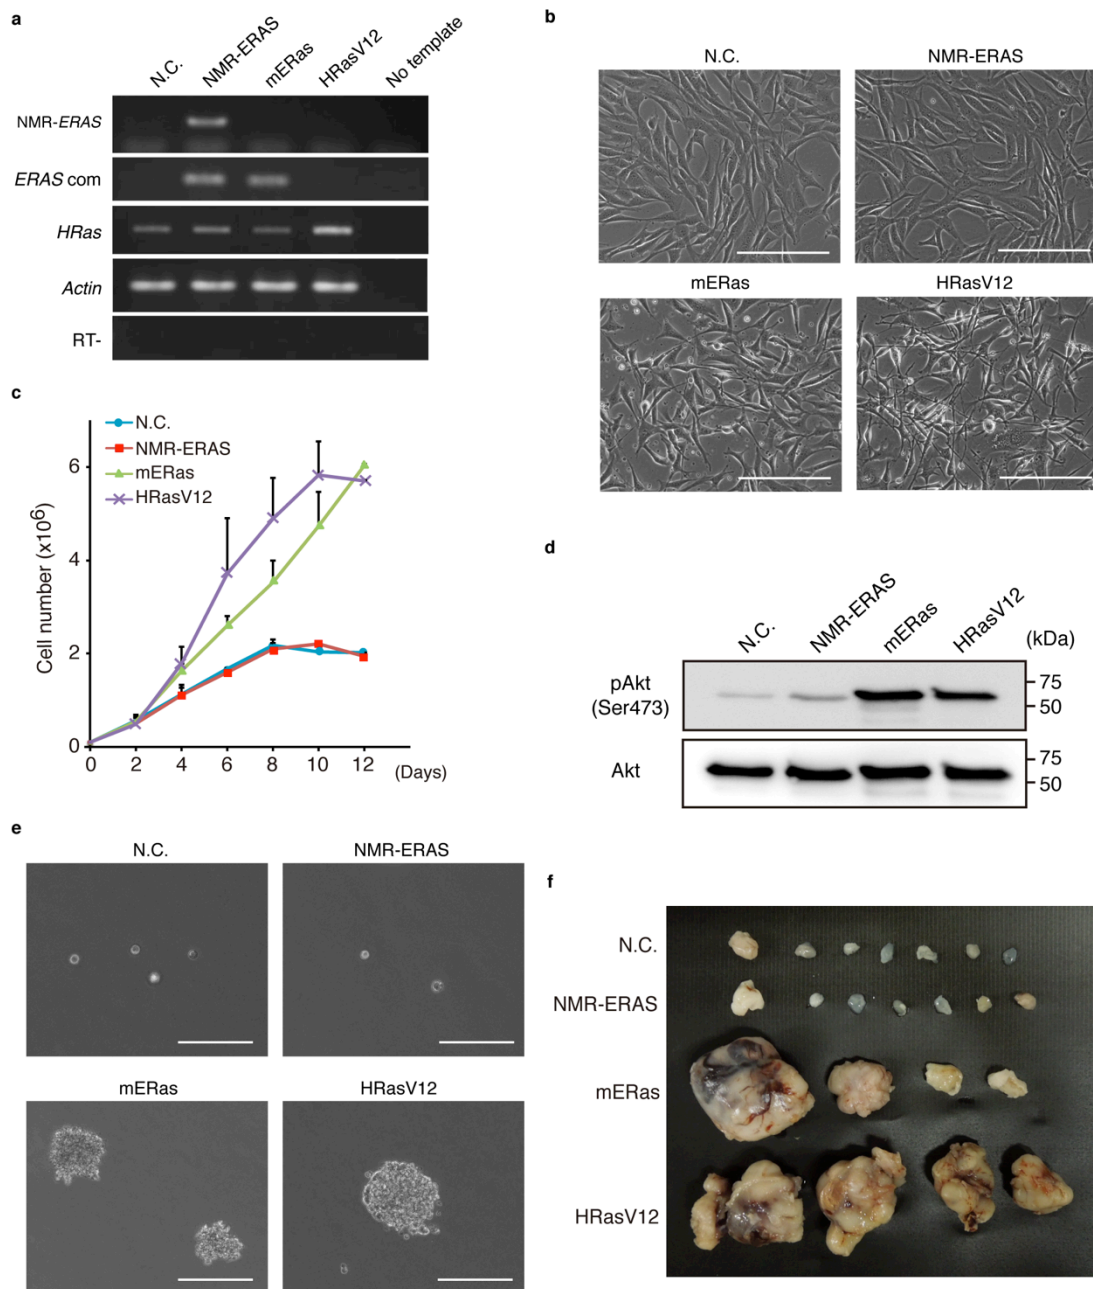 a
N.C.
NMR-ERAS
mERas
HRasV12
No template
NMR-ERAS
ERAS com
HRas
Actin
RT-
b
N.C.
NMR-ERAS
mERas
HRasV12
c
N.C.
NMR-ERAS
mERas
HRasV12
Cell number (x10⁶)
6
4
2
0
0 2 4 6 8 10 12 (Days)
d
N.C.
NMR-ERAS
mERas
HRasV12
(kDa)
pAkt
(Ser473)
75
50
Akt
75
50
e
N.C.
NMR-ERAS
mERas
HRasV12
f
N.C.
NMR-ERAS
mERas
HRasV12